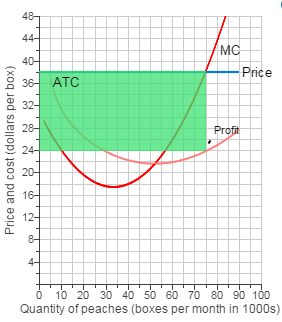 Price and cost (dollars per box)
48
44
40
36
32
28
24
20
16
12
8
4
ATC
MC
Price
Profit
0 10 20 30 40 50 60 70 80 90 100
Quantity of peaches (boxes per month in 1000s)